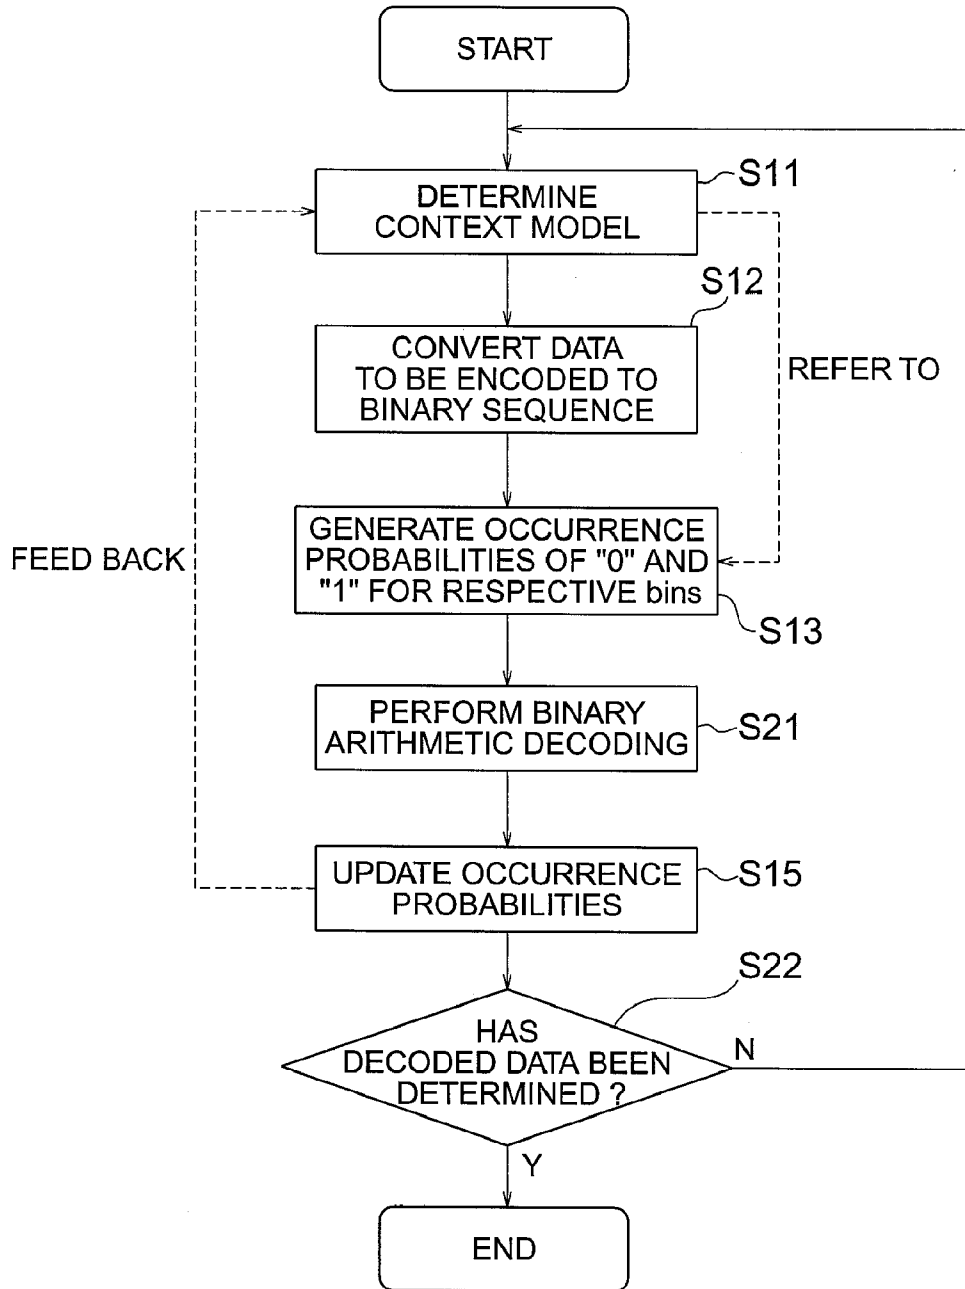 START
S11
DETERMINE
CONTEXT MODEL
S12
CONVERT DATA
TO BE ENCODED TO
BINARY SEQUENCE
REFER TO
GENERATE OCCURRENCE
PROBABILITIES OF "0" AND
"1" FOR RESPECTIVE bins
FEED BACK
S13
PERFORM BINARY
ARITHMETIC DECODING
S21
UPDATE OCCURRENCE
PROBABILITIES
S15
S22
HAS
DECODED DATA BEEN
DETERMINED ?
N
Y
END